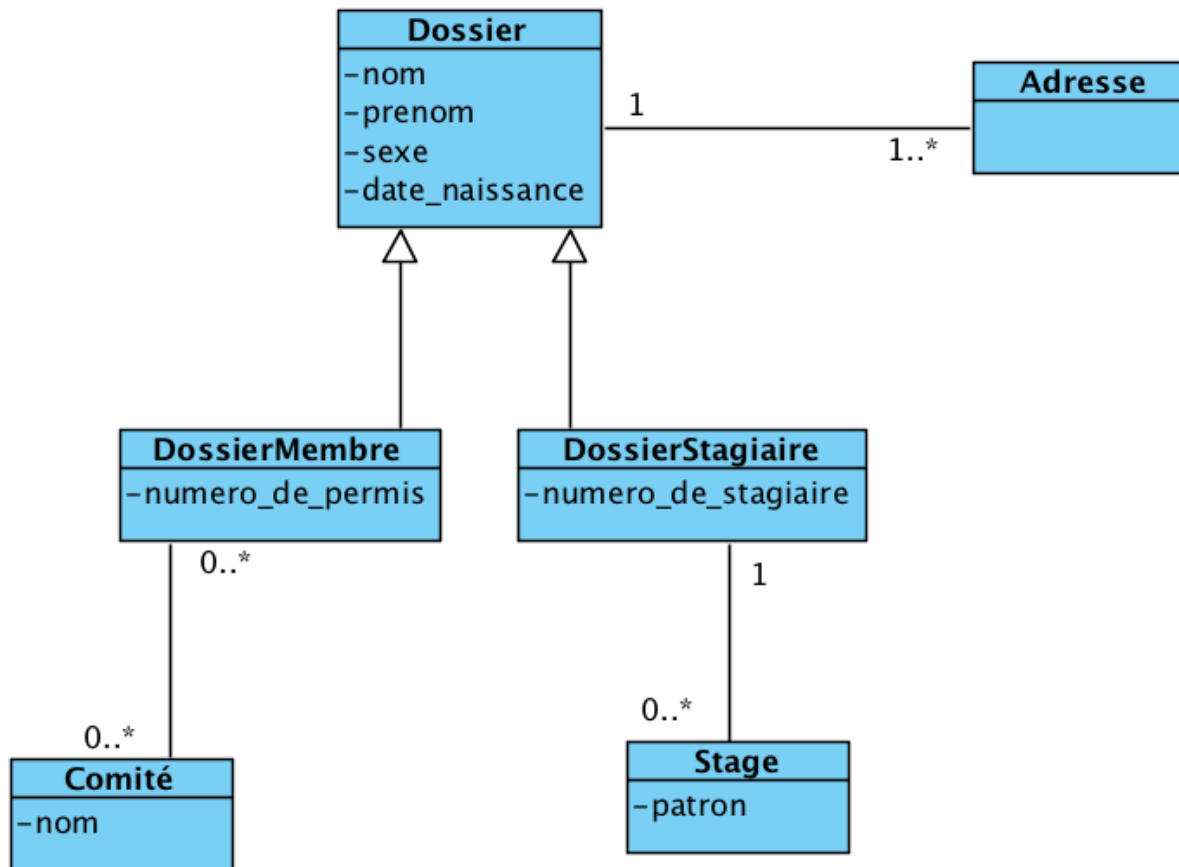 Dossier
-nom
-prenom
-sexe
-date_naissance
1
1..*
Adresse
DossierMembre
-numero_de_permis
0..*
0..*
Comité
-nom
DossierStagiaire
-numero_de_stagiaire
1
0..*
Stage
-patron